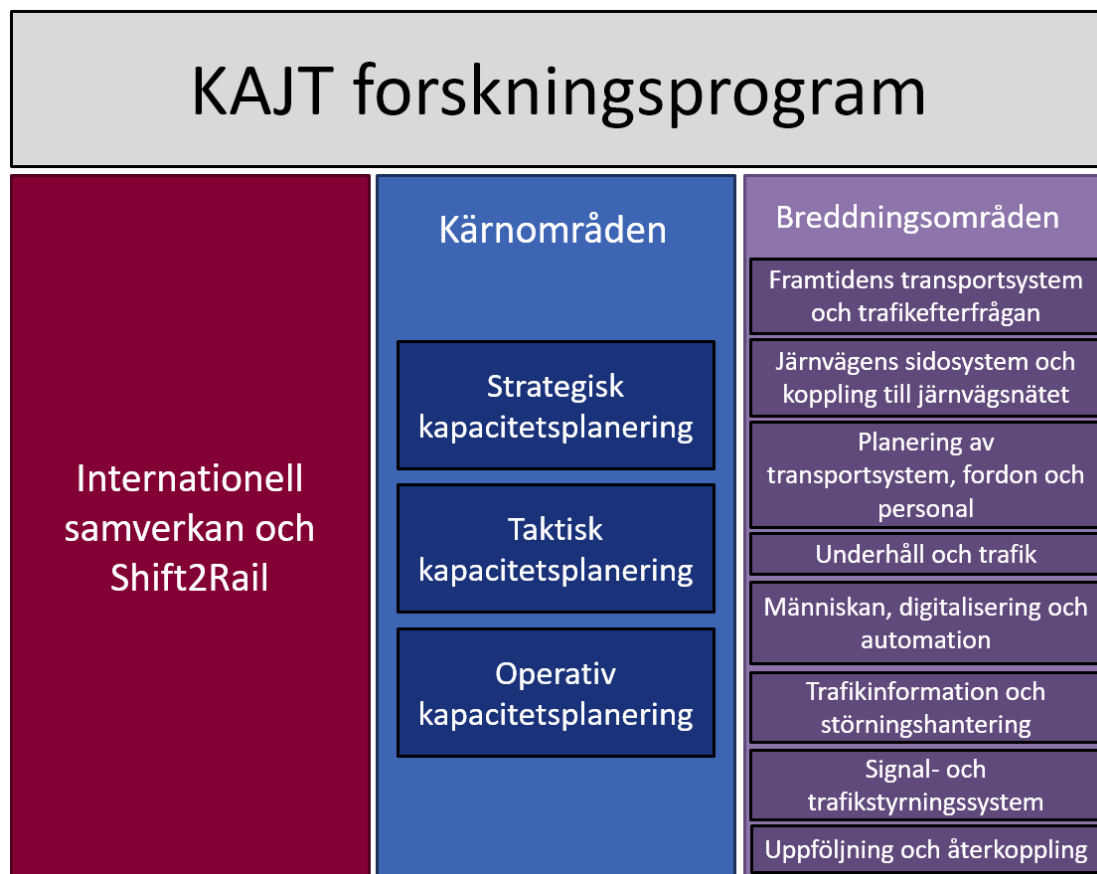 KAJT forskningsprogram
Internationell
samverkan och
Shift2Rail
Kärnområden
Strategisk
kapacitetsplanering
Taktisk
kapacitetsplanering
Operativ
kapacitetsplanering
Breddningsområden
Framtidens transportsystem
och trafikefterfrågan
Järnvägens sidosystem och
koppling till järnvägsnätet
Planering av
transportsystem, fordon och
personal
Underhåll och trafik
Människan, digitalisering och
automation
Trafikinformation och
störningshantering
Signal- och
trafikstyrningssystem
Uppföljning och återkoppling